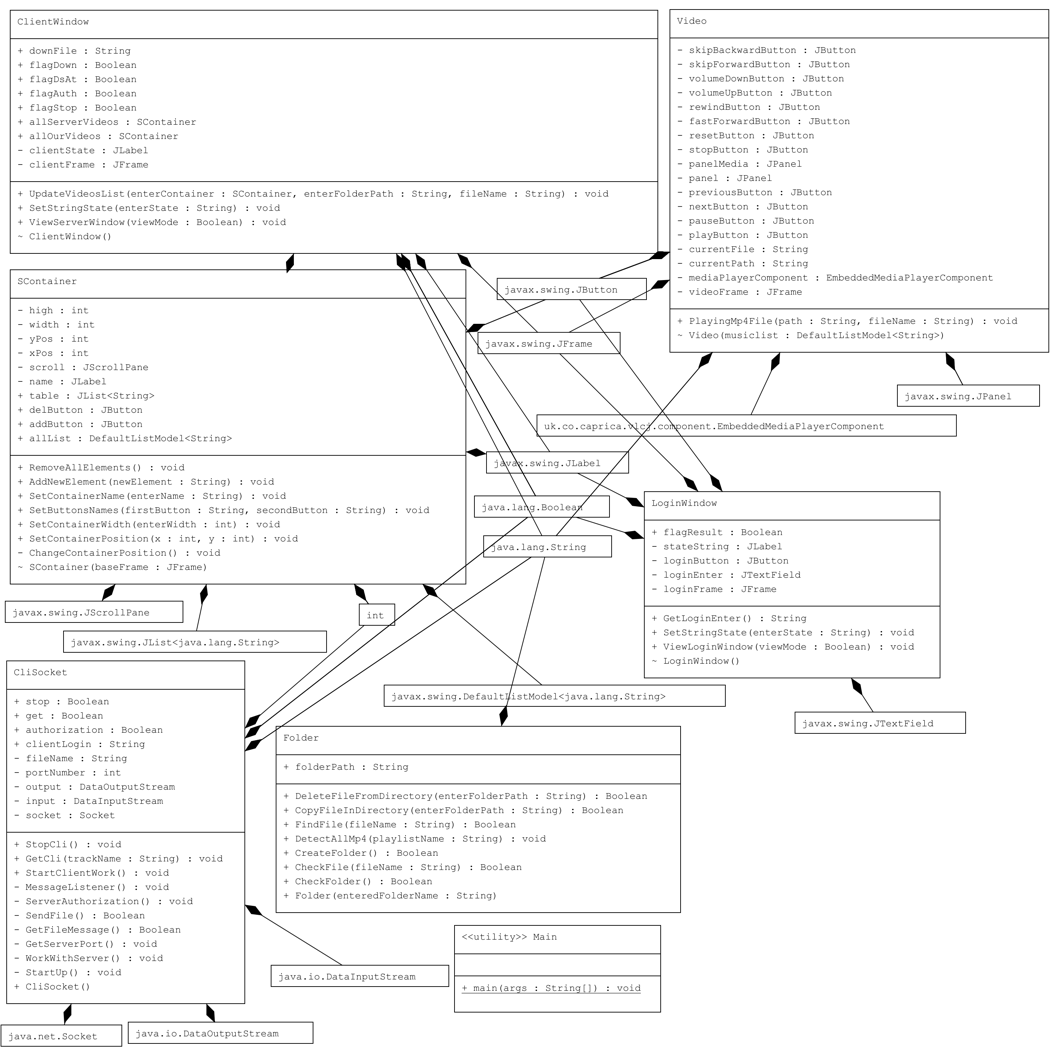 ClientWindow
+ downFile : String
+ flagDown : Boolean
+ flagDsAt : Boolean
+ flagAuth : Boolean
+ flagStop : Boolean
+ allServerVideos : SContainer
+ allOurVideos : SContainer
- clientState : JLabel
- clientFrame : JFrame
+ UpdateVideosList(enterContainer : SContainer, enterFolderPath : String, fileName : String) : void
+ SetStringState(enterState : String) : void
+ ViewServerWindow(viewMode : Boolean) : void
~ ClientWindow()
Video
- skipBackwardButton : JButton
- skipForwardButton : JButton
- volumeDownButton : JButton
- volumeUpButton : JButton
- rewindButton : JButton
- fastForwardButton : JButton
- resetButton : JButton
- stopButton : JButton
- panelMedia : JPanel
- panel : JPanel
- previousButton : JButton
- nextButton : JButton
- pauseButton : JButton
- playButton : JButton
- currentFile : String
- currentPath : String
- mediaPlayerComponent : EmbeddedMediaPlayerComponent
- videoFrame : JFrame
+ PlayingMp4File(path : String, fileName : String) : void
~ Video(musiclist : DefaultListModel<String>)
SContainer
- high : int
- width : int
- yPos : int
- xPos : int
- scroll : JScrollPane
- name : JLabel
+ table : JList<String>
+ delButton : JButton
+ addButton : JButton
- allList : DefaultListModel<String>
+ RemoveAllElements() : void
+ AddNewElement(newElement : String) : void
+ SetContainerName(enterName : String) : void
+ SetButtonsNames(firstButton : String, secondButton : String) : void
+ SetContainerWidth(enterWidth : int) : void
+ SetContainerPosition(x : int, y : int) : void
- ChangeContainerPosition() : void
~ SContainer(baseFrame : JFrame)
javax.swing.JButton
javax.swing.JFrame
javax.swing.JPanel
uk.co.caprica.vlcj.component.EmbeddedMediaPlayerComponent
javax.swing.JLabel
java.lang.Boolean
java.lang.String
LoginWindow
+ flagResult : Boolean
- stateString : JLabel
- loginButton : JButton
- loginEnter : JTextField
- loginFrame : JFrame
+ GetLoginEnter() : String
+ SetStringState(enterState : String) : void
+ ViewLoginWindow(viewMode : Boolean) : void
~ LoginWindow()
javax.swing.JScrollPane
int
javax.swing.JList<java.lang.String>
javax.swing.DefaultListModel<java.lang.String>
javax.swing.JTextField
CliSocket
+ stop : Boolean
+ get : Boolean
+ authorization : Boolean
+ clientLogin : String
- fileName : String
- portNumber : int
- output : DataOutputStream
- input : DataInputStream
- socket : Socket
+ StopCli() : void
+ GetCli(trackName : String) : void
+ StartClientWork() : void
- MessageListener() : void
- ServerAuthorization() : void
- SendFile() : Boolean
- GetFileMessage() : Boolean
- GetServerPort() : void
- WorkWithServer() : void
- StartUp() : void
+ CliSocket()
Folder
+ folderPath : String
+ DeleteFileFromDirectory(enterFolderPath : String) : Boolean
+ CopyFileInDirectory(enterFolderPath : String) : Boolean
+ FindFile(fileName : String) : Boolean
+ DetectAllMp4(playlistName : String) : void
+ CreateFolder() : Boolean
+ CheckFile(fileName : String) : Boolean
+ CheckFolder() : Boolean
+ Folder(enteredFolderName : String)
<<utility>> Main
+ main(args : String[]) : void
java.io.DataInputStream
java.net.Socket
java.io.DataOutputStream